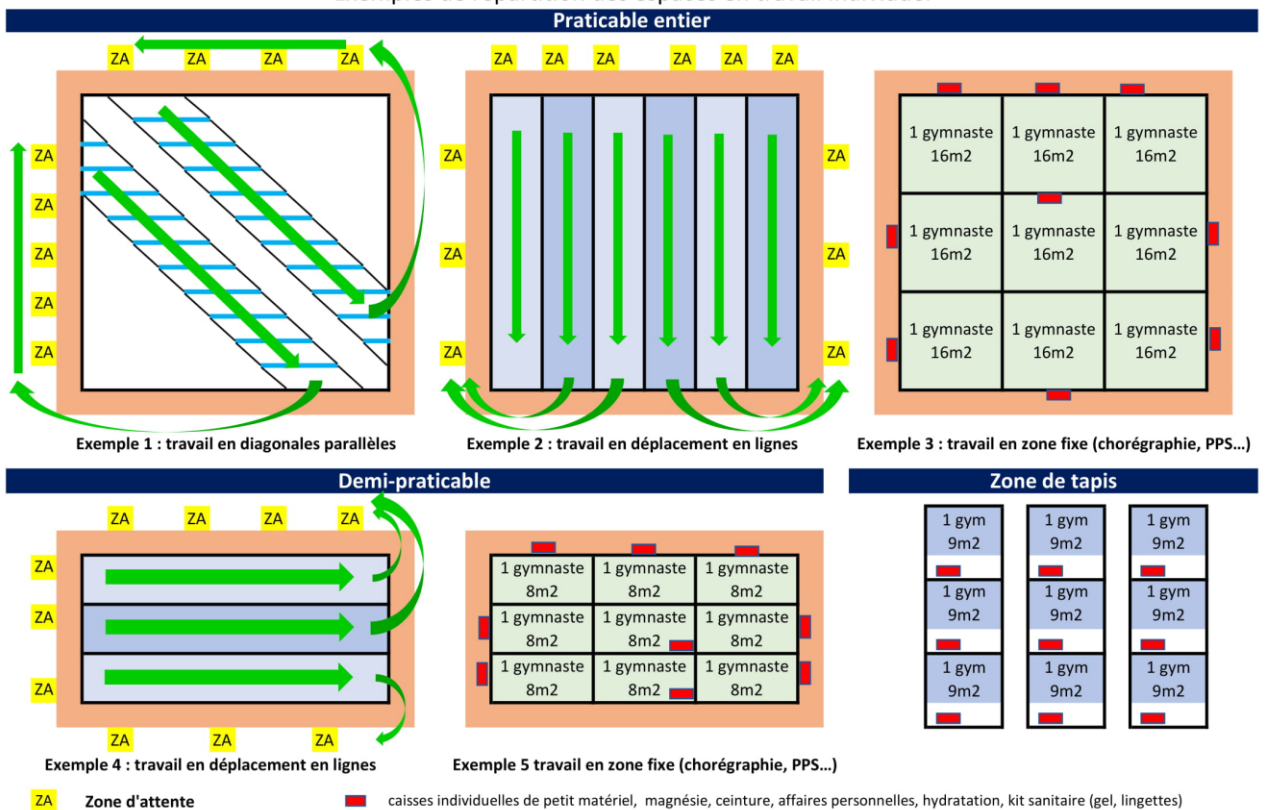 Exemples de répartition des espaces en travail individuel
Praticable entier
ZA ZA ZA ZA
ZA
ZA
ZA
ZA
ZA
Exemple 1 : travail en diagonales parallèles
ZA ZA ZA ZA ZA ZA
ZA ZA
ZA ZA
ZA ZA
Exemple 2 : travail en déplacement en lignes
1 gymnaste 1 gymnaste 1 gymnaste
16m2 16m2 16m2
1 gymnaste 1 gymnaste 1 gymnaste
16m2 16m2 16m2
1 gymnaste 1 gymnaste 1 gymnaste
16m2 16m2 16m2
Exemple 3 : travail en zone fixe (chorégraphie, PPS...)
Demi-praticable
ZA ZA ZA ZA
ZA
ZA
ZA
ZA ZA ZA
Exemple 4 : travail en déplacement en lignes
1 gymnaste 1 gymnaste 1 gymnaste
8m2 8m2 8m2
1 gymnaste 1 gymnaste 1 gymnaste
8m2 8m2 8m2
1 gymnaste 1 gymnaste 1 gymnaste
8m2 8m2 8m2
Exemple 5 travail en zone fixe (chorégraphie, PPS...)
Zone de tapis
1 gym 1 gym 1 gym
9m2 9m2 9m2
1 gym 1 gym 1 gym
9m2 9m2 9m2
1 gym 1 gym 1 gym
9m2 9m2 9m2
ZA Zone d'attente
caisses individuelles de petit matériel, magnésie, ceinture, affaires personnelles, hydratation, kit sanitaire (gel, lingettes)